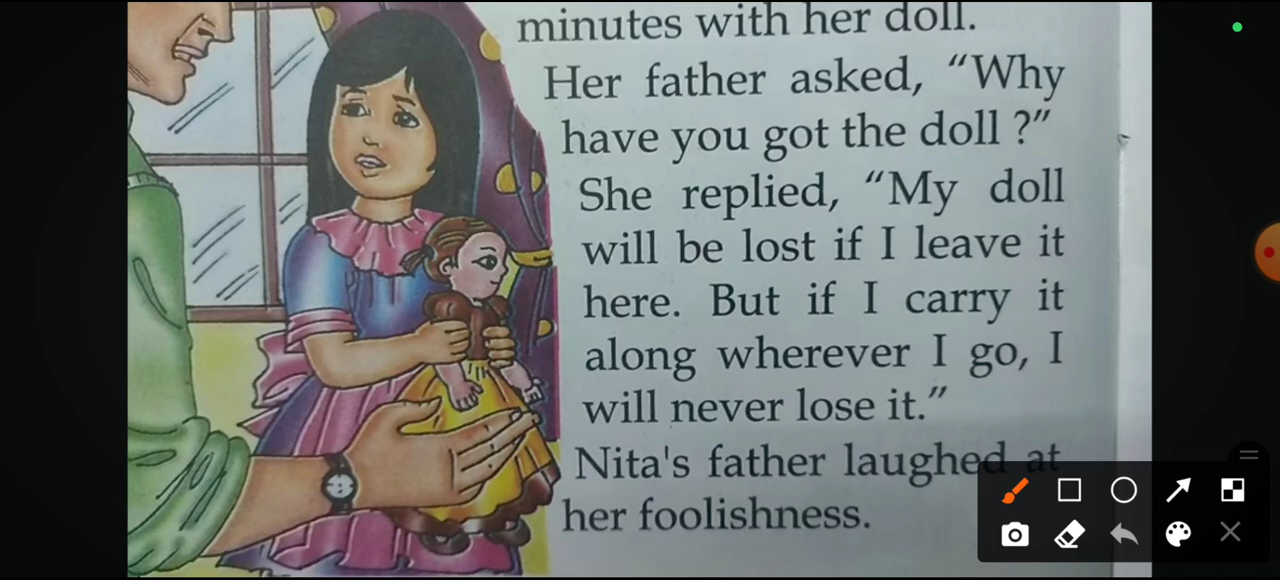 minutes with her doll.
Her father asked, “Why
have you got the doll ?”
She replied, “My doll
will be lost if I leave it
here. But if I carry it
along wherever I go, I
will never lose it.”
Nita's father laughed at
her foolishness.